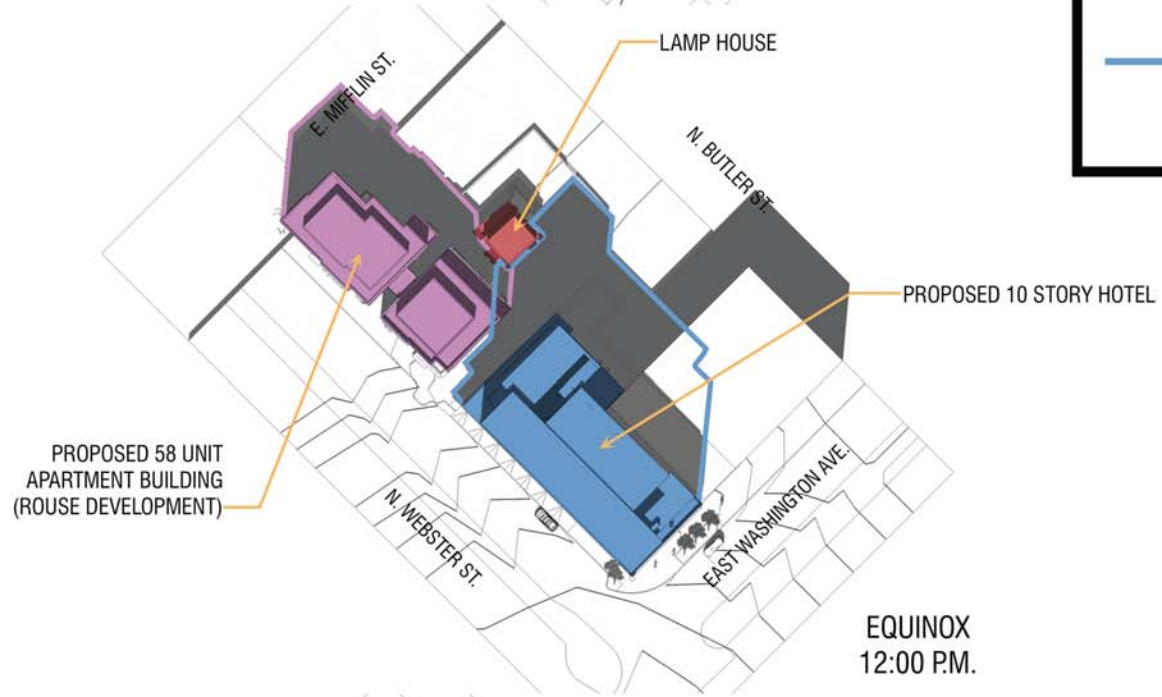 LAMP HOUSE
E. MIFFLIN ST.
N. BUTLER ST.
PROPOSED 10 STORY HOTEL
PROPOSED 58 UNIT
APARTMENT BUILDING
(ROUSE DEVELOPMENT)
N. WEBSTER ST.
EAST WASHINGTON AVE.
EQUINOX
12:00 P.M.